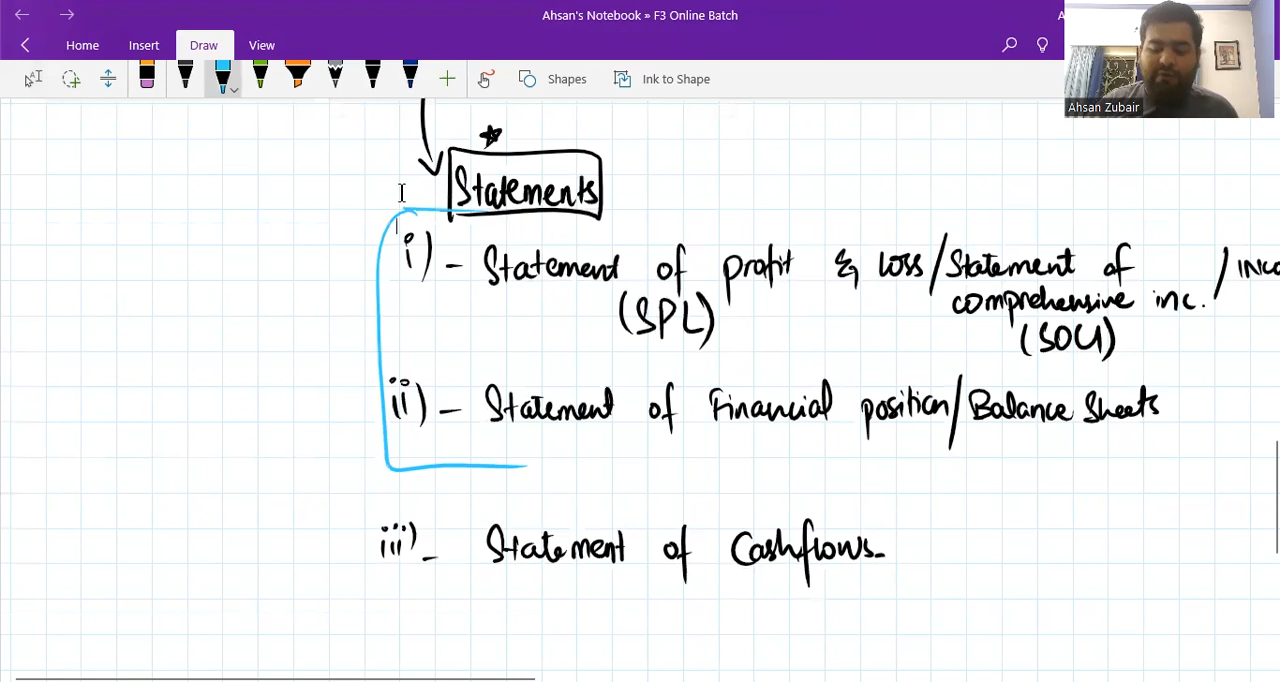 Ahsan's Notebook » F3 Online Batch
A
Home Insert Draw View
Shapes Ink to Shape
Ahsan Zubair
Statements
i) - Statement of profit & loss / Statement of comprehensive inc. / inco
(SPL) (SOCI)
ii) - Statement of Financial position / Balance Sheets
iii) - Statement of Cashflows-